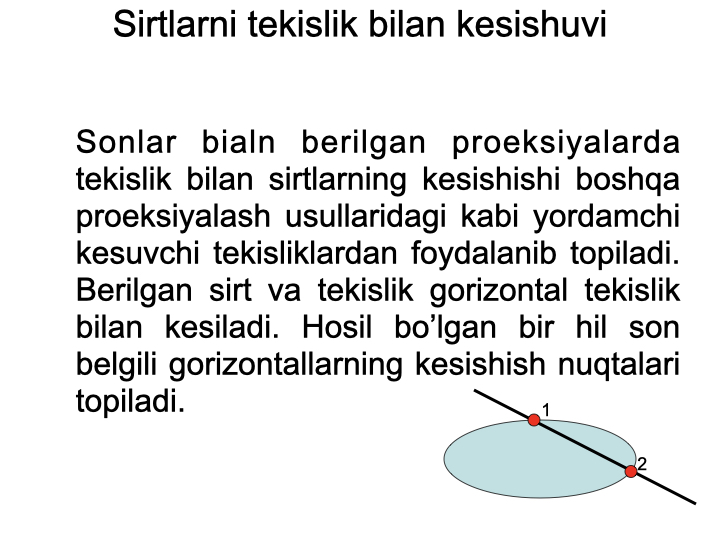 Sirtlarni tekislik bilan kesishuvi
Sonlar bialn berilgan proeksiyalarda
tekislik bilan sirtlarning kesishishi boshqa
proeksiyalash usullaridagi kabi yordamchi
kesuvchi tekisliklardan foydalanib topiladi.
Berilgan sirt va tekislik gorizontal tekislik
bilan kesiladi. Hosil bo’lgan bir hil son
belgili gorizontallarning kesishish nuqtalari
topiladi.
1
2